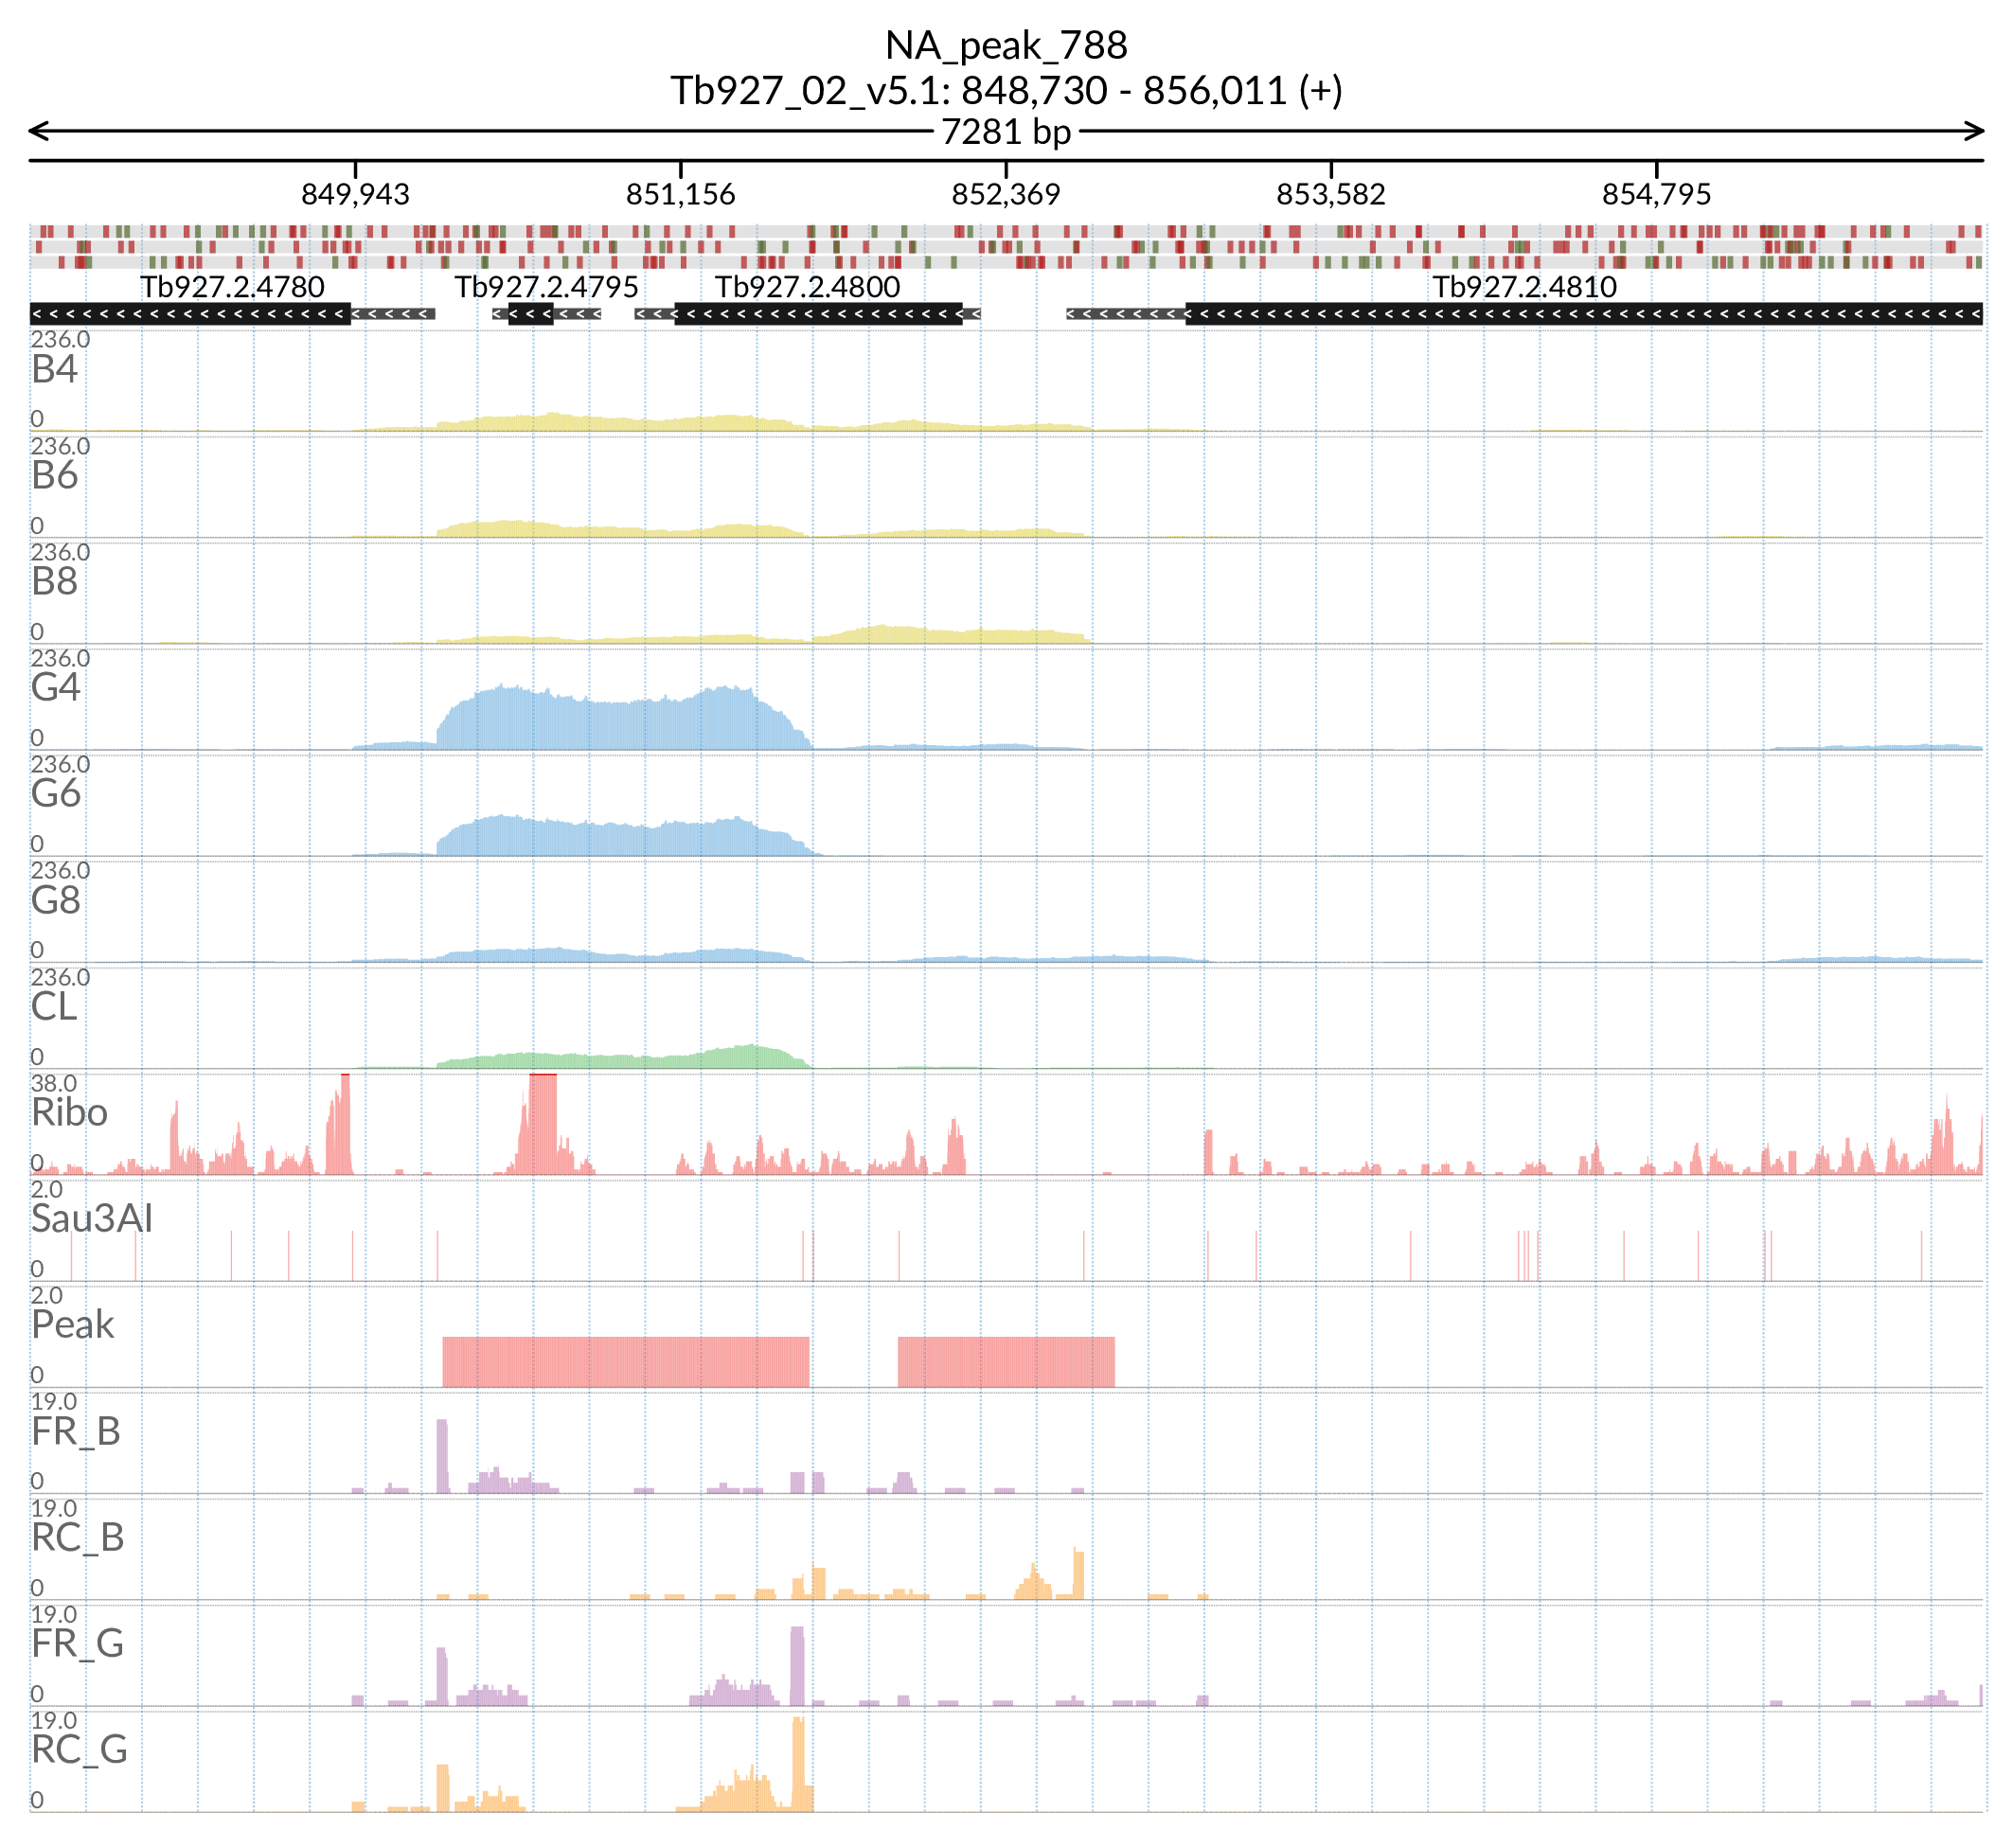 NA_peak_788
Tb927_02_v5.1: 848,730 - 856,011 (+)
7281 bp
849,943 851,156 852,369 853,582 854,795
Tb927.2.4780 Tb927.2.4795 Tb927.2.4800 Tb927.2.4810
236.0
B4
0
236.0
B6
0
236.0
B8
0
236.0
G4
0
236.0
G6
0
236.0
G8
0
236.0
CL
0
38.0
Ribo
0
2.0
Sau3AI
0
2.0
Peak
0
19.0
FR_B
0
19.0
RC_B
0
19.0
FR_G
0
19.0
RC_G
0